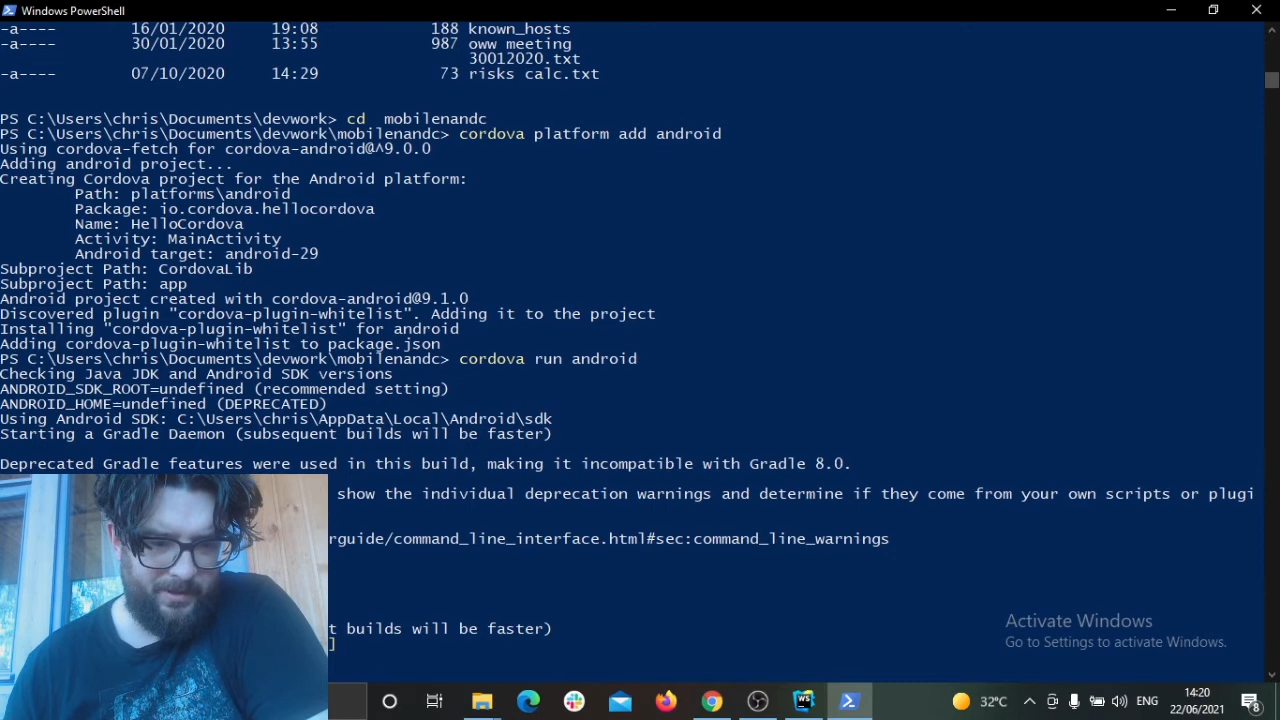 Windows PowerShell
-a---- 16/01/2020 19:08 188 known_hosts
-a---- 30/01/2020 13:55 987 oww meeting
30012020.txt
-a---- 07/10/2020 14:29 73 risks calc.txt
PS C:\Users\chris\Documents\devwork> cd mobilenandc
PS C:\Users\chris\Documents\devwork\mobilenandc> cordova platform add android
Using cordova-fetch for cordova-android@^9.0.0
Adding android project...
Creating Cordova project for the Android platform:
Path: platforms\android
Package: io.cordova.hellocordova
Name: HelloCordova
Activity: MainActivity
Android target: android-29
Subproject Path: CordovaLib
Subproject Path: app
Android project created with cordova-android@9.1.0
Discovered plugin "cordova-plugin-whitelist". Adding it to the project
Installing "cordova-plugin-whitelist" for android
Adding cordova-plugin-whitelist to package.json
PS C:\Users\chris\Documents\devwork\mobilenandc> cordova run android
Checking Java JDK and Android SDK versions
ANDROID_SDK_ROOT=undefined (recommended setting)
ANDROID_HOME=undefined (DEPRECATED)
Using Android SDK: C:\Users\chris\AppData\Local\Android\sdk
Starting a Gradle Daemon (subsequent builds will be faster)
Deprecated Gradle features were used in this build, making it incompatible with Gradle 8.0.
show the individual deprecation warnings and determine if they come from your own scripts or plugi
rguide/command_line_interface.html#sec:command_line_warnings
t builds will be faster)
]
Activate Windows
Go to Settings to activate Windows.
32°C ENG 14:20
22/06/2021 8